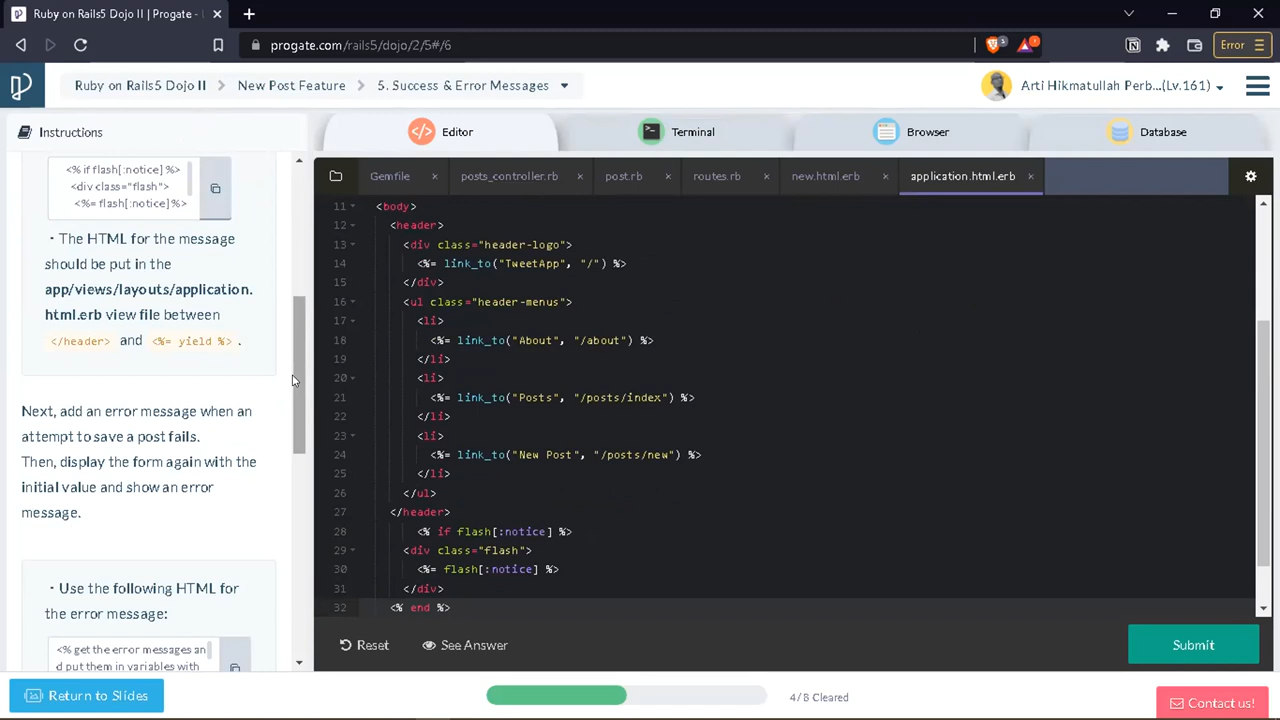 Ruby on Rails5 Dojo II | Progate -
progate.com/rails5/dojo/2/5#/6
1
1
Error
Ruby on Rails5 Dojo II
New Post Feature
5. Success & Error Messages
Arti Hikmatullah Perb...(Lv.161)
Instructions
Editor
Terminal
Browser
Database
<% if flash[:notice] %>
<div class="flash">
<%= flash[:notice] %>
・The HTML for the message
should be put in the
app/views/layouts/application.
html.erb view file between
</header> and <%= yield %> .
Next, add an error message when an
attempt to save a post fails.
Then, display the form again with the
initial value and show an error
message.
・Use the following HTML for
the error message:
<% get the error messages an
d put them in variables with
Gemfile
posts_controller.rb
post.rb
routes.rb
new.html.erb
application.html.erb
11 <body>
12 <header>
13 <div class="header-logo">
14 <%= link_to("TweetApp", "/") %>
15 </div>
16 <ul class="header-menus">
17 <li>
18 <%= link_to("About", "/about") %>
19 </li>
20 <li>
21 <%= link_to("Posts", "/posts/index") %>
22 </li>
23 <li>
24 <%= link_to("New Post", "/posts/new") %>
25 </li>
26 </ul>
27 </header>
28 <% if flash[:notice] %>
29 <div class="flash">
30 <%= flash[:notice] %>
31 </div>
32 <% end %>
Reset
See Answer
Submit
Return to Slides
4/8 Cleared
Contact us!